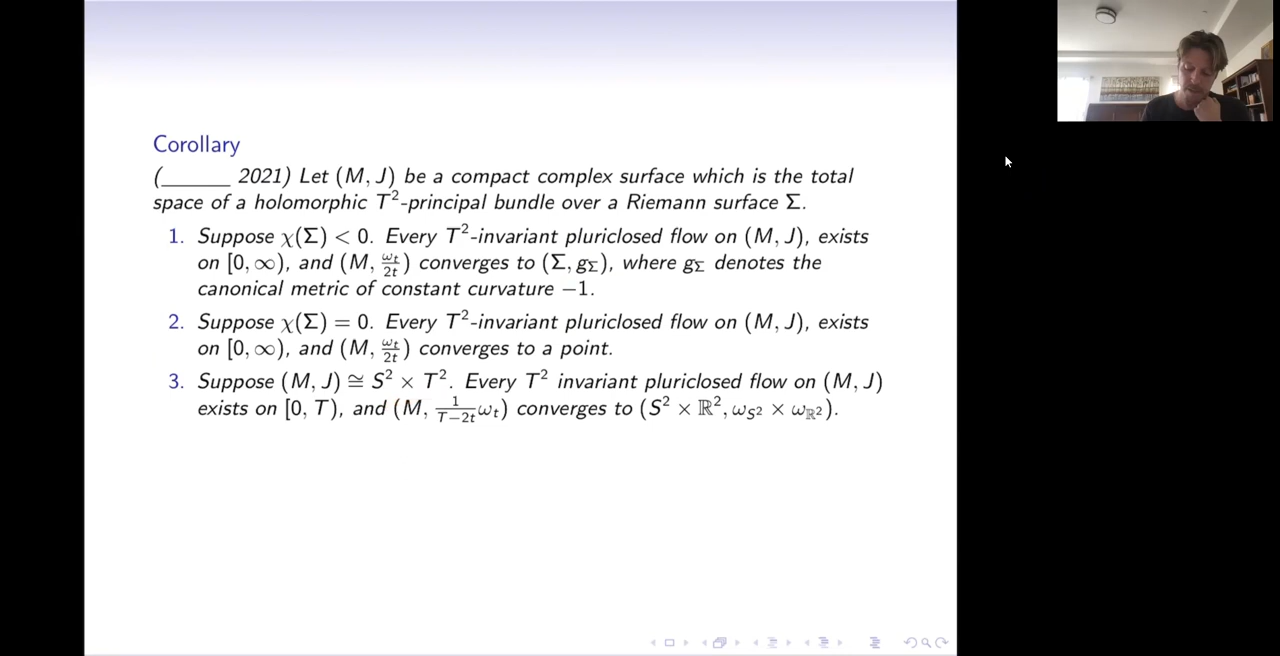 Corollary
(______ 2021) Let (M, J) be a compact complex surface which is the total
space of a holomorphic T²-principal bundle over a Riemann surface Σ.
1. Suppose χ(Σ) < 0. Every T²-invariant pluriclosed flow on (M, J), exists
on [0, ∞), and (M, ωₜ/2t) converges to (Σ, g_Σ), where g_Σ denotes the
canonical metric of constant curvature −1.
2. Suppose χ(Σ) = 0. Every T²-invariant pluriclosed flow on (M, J), exists
on [0, ∞), and (M, ωₜ/2t) converges to a point.
3. Suppose (M, J) ≅ S² × T². Every T² invariant pluriclosed flow on (M, J)
exists on [0, T), and (M, 1/(T−2t) ωₜ) converges to (S² × ℝ², ω_S² × ω_ℝ²).